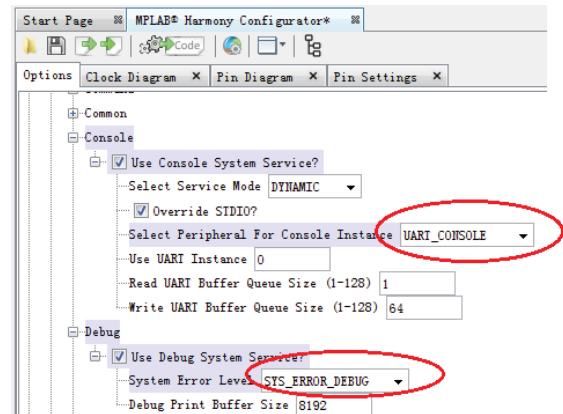 Start Page
MPLAB® Harmony Configurator*
Code
Options
Clock Diagram
Pin Diagram
Pin Settings
Common
Console
Use Console System Service?
Select Service Mode DYNAMIC
Override STDIO?
Select Peripheral For Console Instance UART_CONSOLE
Use UART Instance 0
Read UART Buffer Queue Size (1-128) 1
Write UART Buffer Queue Size (1-128) 64
Debug
Use Debug System Service?
System Error Level SYS_ERROR_DEBUG
Debug Print Buffer Size 8192